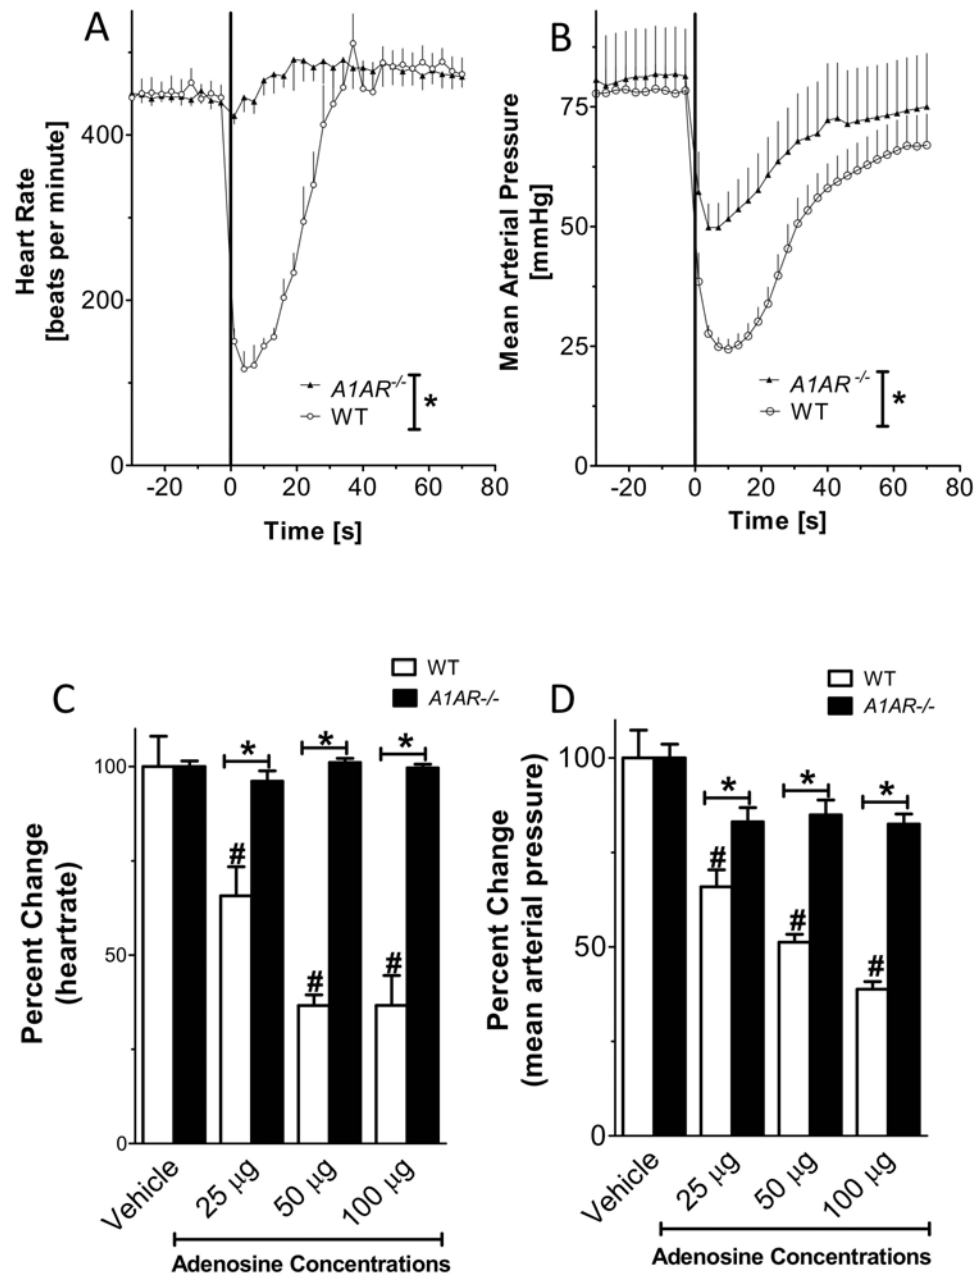 A
Heart Rate
[beats per minute]
400
200
0
-20 0 20 40 60 80
Time [s]
A1AR-/-
WT
*
B
Mean Arterial Pressure
[mmHg]
75
50
25
0
-20 0 20 40 60 80
Time [s]
A1AR -/-
WT
*
C
WT
A1AR-/-
Percent Change
(heartrate)
100
50
0
* * *
# # #
Vehicle
25 µg
50 µg
100 µg
Adenosine Concentrations
D
WT
A1AR-/-
Percent Change
(mean arterial pressure)
100
50
0
* * *
# # #
Vehicle
25 µg
50 µg
100 µg
Adenosine Concentrations